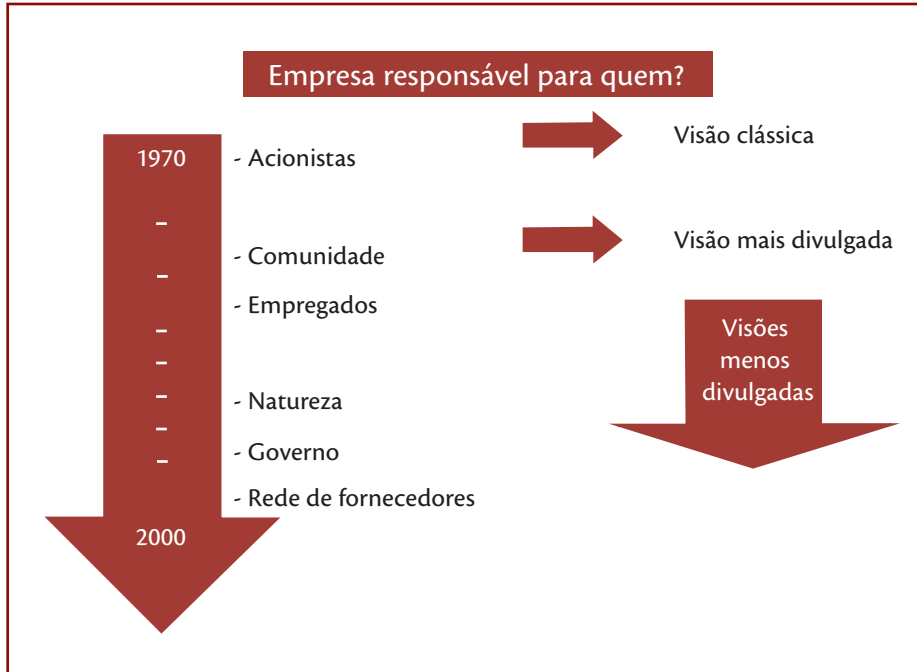 Empresa responsável para quem?
1970
- Acionistas
Visão clássica
- Comunidade
Visão mais divulgada
- Empregados
Visões
menos
divulgadas
- Natureza
- Governo
- Rede de fornecedores
2000